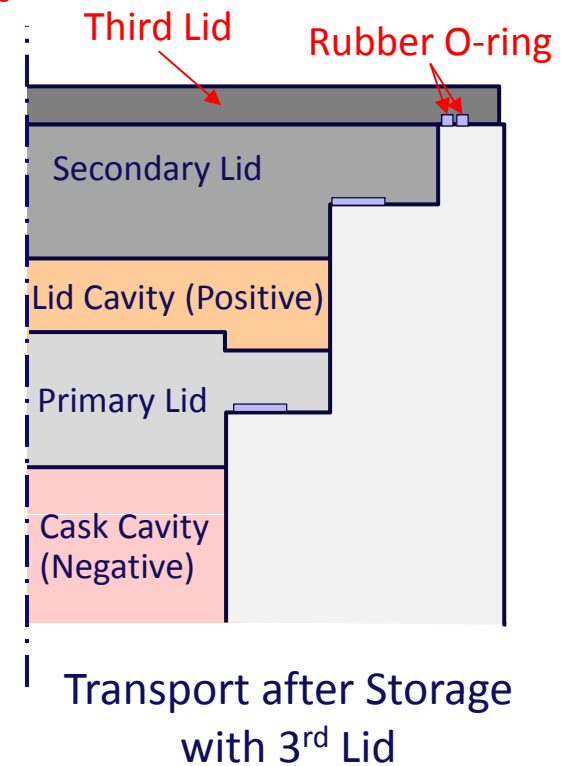 Third Lid
Rubber O-ring
Secondary Lid
Lid Cavity (Positive)
Primary Lid
Cask Cavity
(Negative)
Transport after Storage
with 3rd Lid